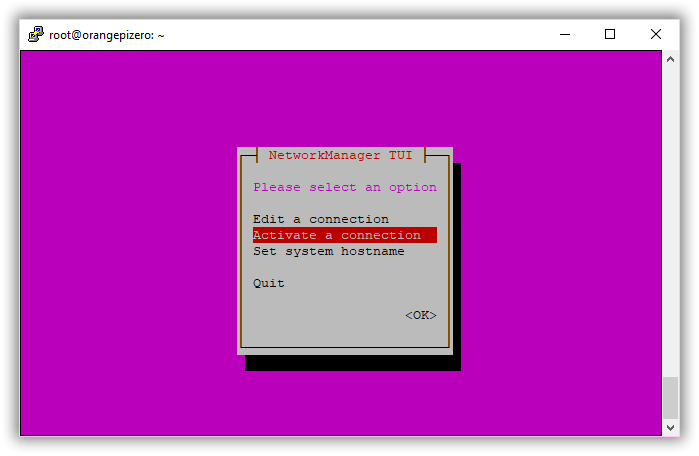 root@orangepizero: ~
NetworkManager TUI
Please select an option
Edit a connection
Activate a connection
Set system hostname
Quit
<OK>